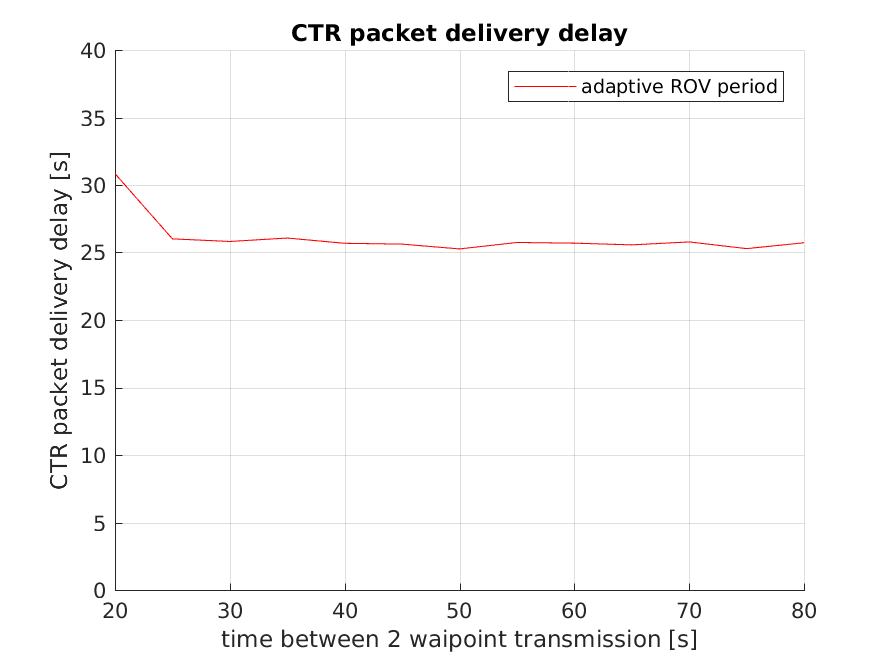 CTR packet delivery delay
adaptive ROV period
CTR packet delivery delay [s]
40
35
30
25
20
15
10
5
0
20 30 40 50 60 70 80
time between 2 waipoint transmission [s]